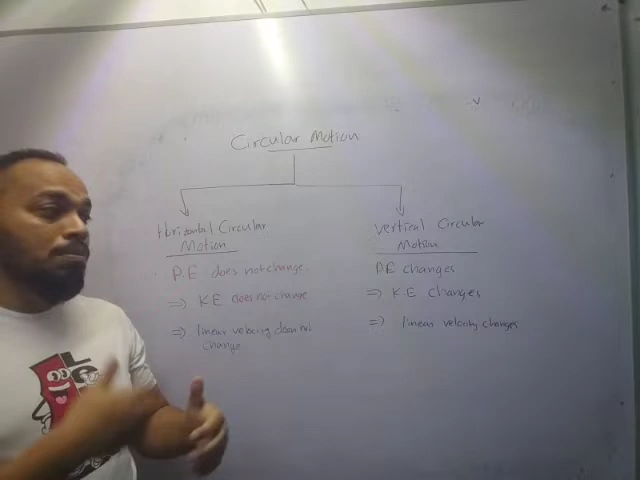 Circular Motion
Horizontal Circular
Motion
P.E does not change.
=> K.E does not change
=> linear velocity does not
change
vertical Circular
Motion
P.E changes
=> K.E changes
=> linear velocity changes